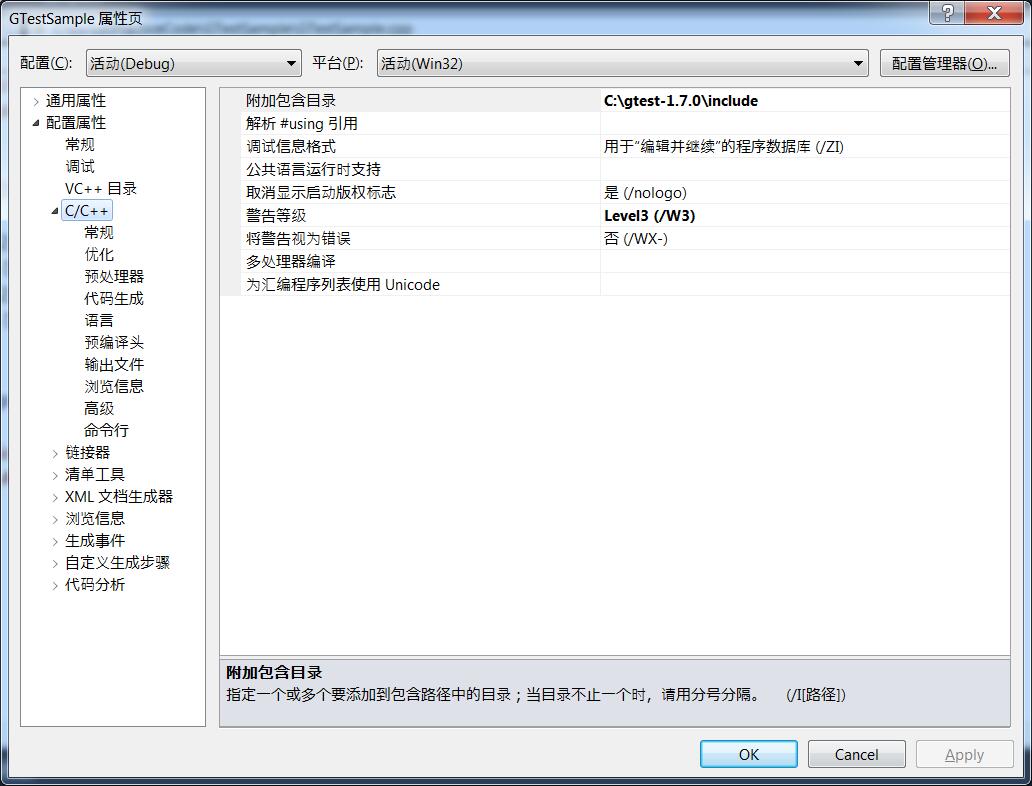 GTestSample 属性页
配置(C): 活动(Debug) 平台(P): 活动(Win32) 配置管理器(O)...
通用属性
配置属性
常规
调试
VC++ 目录
C/C++
常规
优化
预处理器
代码生成
语言
预编译头
输出文件
浏览信息
高级
命令行
链接器
清单工具
XML 文档生成器
浏览信息
生成事件
自定义生成步骤
代码分析
附加包含目录 C:\gtest-1.7.0\include
解析 #using 引用
调试信息格式 用于“编辑并继续”的程序数据库 (/ZI)
公共语言运行时支持
取消显示启动版权标志 是 (/nologo)
警告等级 Level3 (/W3)
将警告视为错误 否 (/WX-)
多处理器编译
为汇编程序列表使用 Unicode
附加包含目录
指定一个或多个要添加到包含路径中的目录；当目录不止一个时，请用分号分隔。 (/I[路径])
OK Cancel Apply